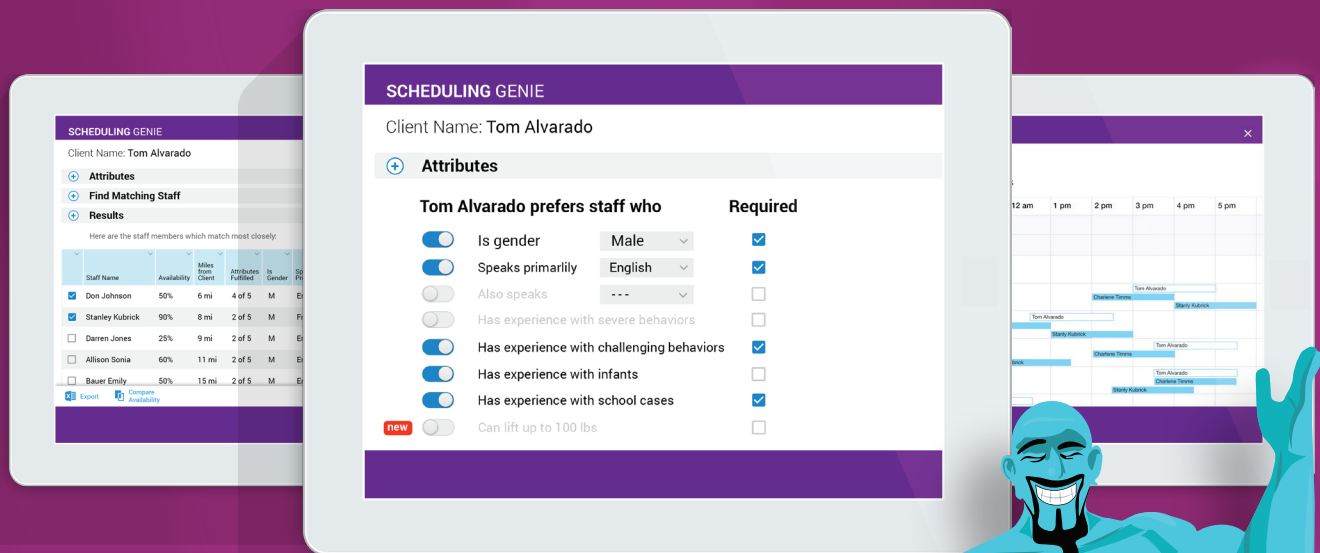 SCHEDULING GENIE
Client Name: Tom Alvarado
Attributes
Find Matching Staff
Results
Here are the staff members which match most closely:
Staff Name Availability Miles from Client Attributes Fulfilled Is Gender
Don Johnson 50% 6 mi 4 of 5 M
Stanley Kubrick 90% 8 mi 2 of 5 M
Darren Jones 25% 9 mi 2 of 5 M
Allison Sonia 60% 11 mi 2 of 5 M
Bauer Emily 50% 15 mi 2 of 5 M
Export Compare Availability
SCHEDULING GENIE
Client Name: Tom Alvarado
Attributes
Tom Alvarado prefers staff who Required
Is gender Male
Speaks primarlily English
Also speaks ---
Has experience with severe behaviors
Has experience with challenging behaviors
Has experience with infants
Has experience with school cases
new Can lift up to 100 lbs
12 am 1 pm 2 pm 3 pm 4 pm 5 pm
Tom Alvarado
Charlene Timms
Stanly Kubrick
Tom Alvarado
Stanly Kubrick
Tom Alvarado
Charlene Timms
Tom Alvarado
Charlene Timms
Stanly Kubrick